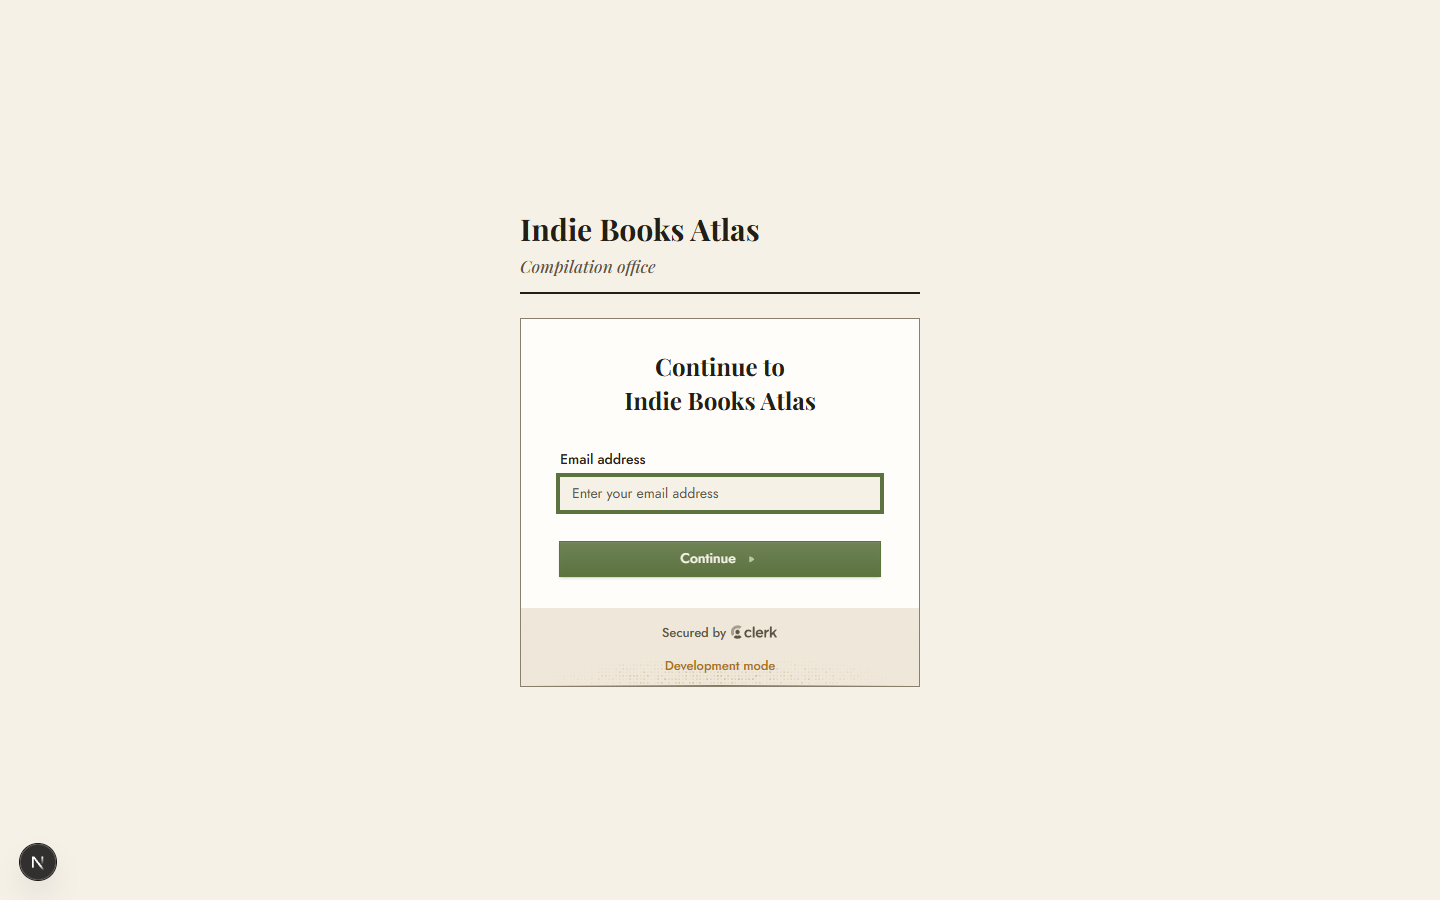 Indie Books Atlas
Compilation office
Continue to
Indie Books Atlas
Email address
Enter your email address
Continue
Secured by clerk
Development mode
N